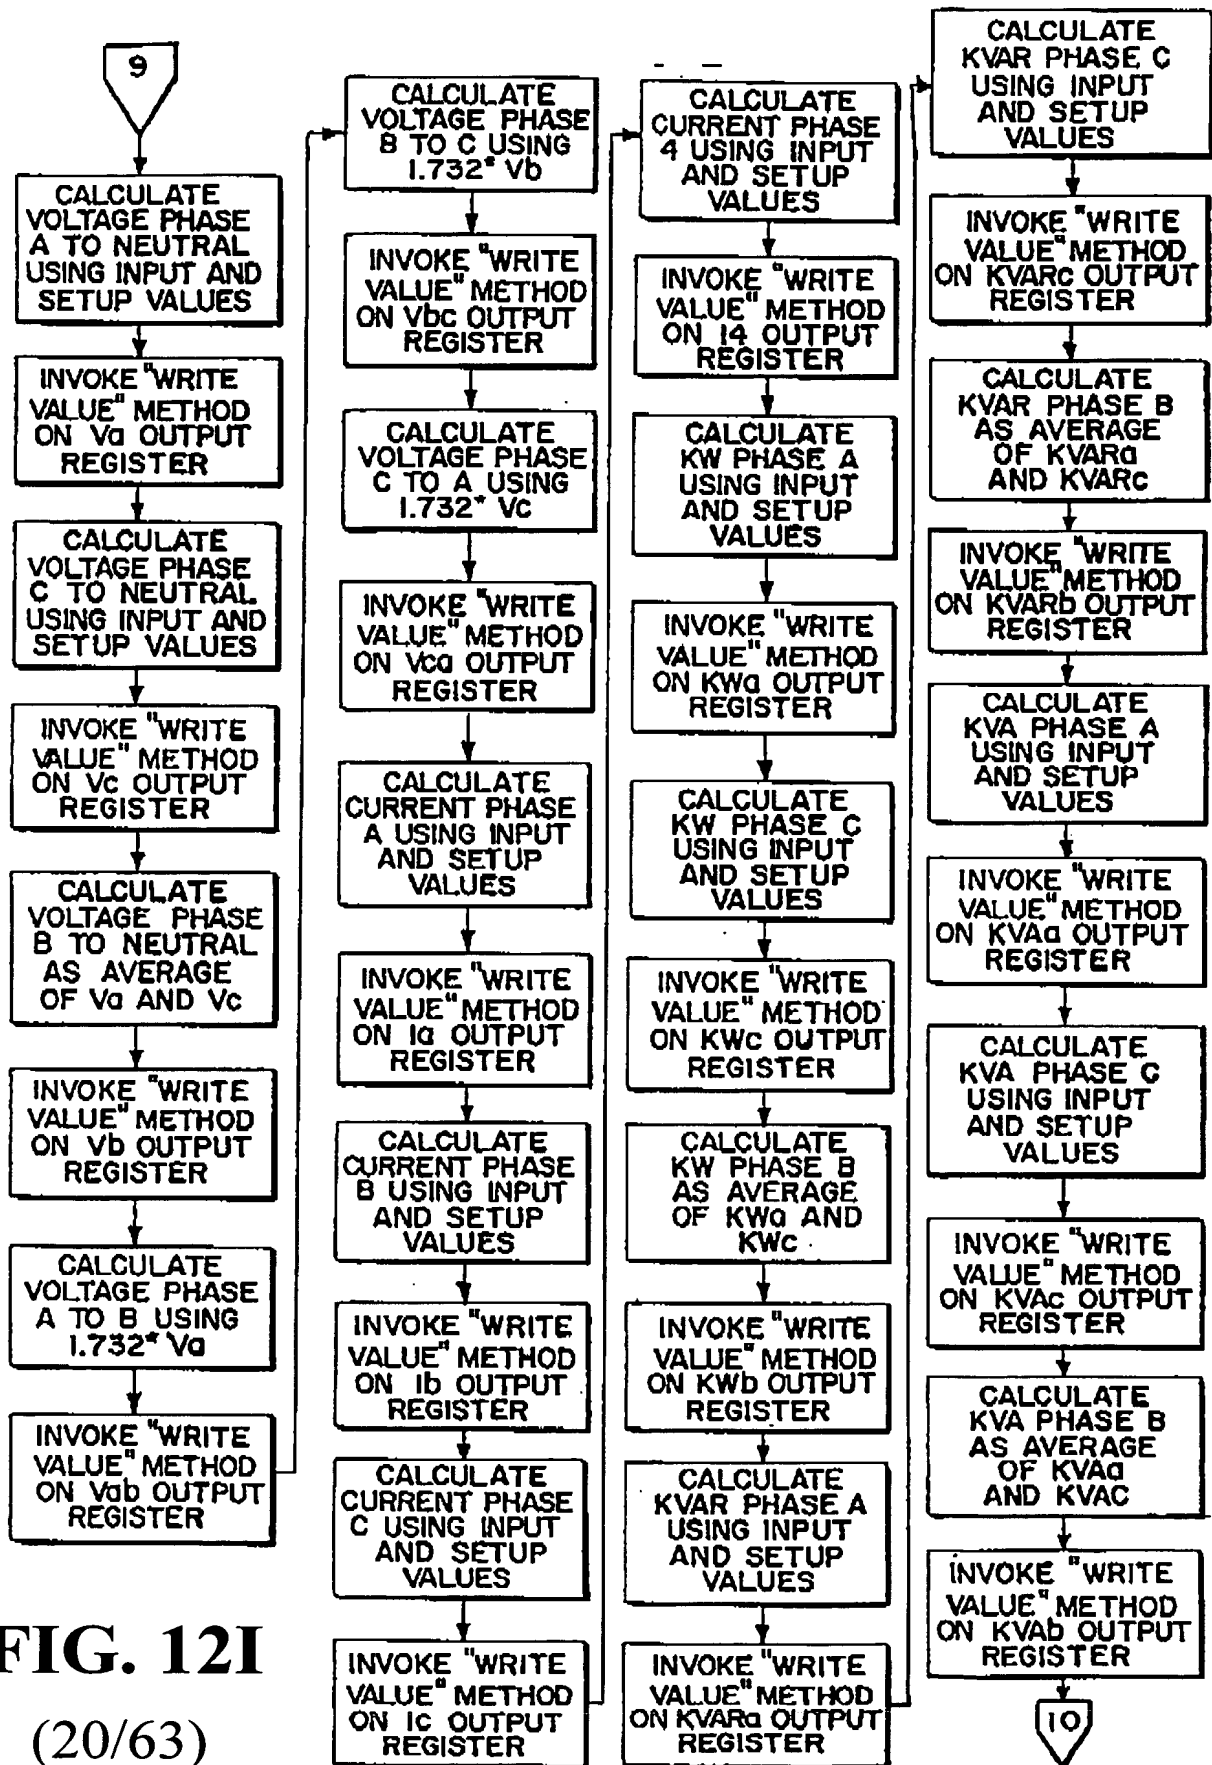 9
CALCULATE
VOLTAGE PHASE
A TO NEUTRAL
USING INPUT AND
SETUP VALUES
INVOKE "WRITE
VALUE" METHOD
ON Va OUTPUT
REGISTER
CALCULATE
VOLTAGE PHASE
C TO NEUTRAL
USING INPUT AND
SETUP VALUES
INVOKE "WRITE
VALUE" METHOD
ON Vc OUTPUT
REGISTER
CALCULATE
VOLTAGE PHASE
B TO NEUTRAL
AS AVERAGE
OF Va AND Vc
INVOKE "WRITE
VALUE" METHOD
ON Vb OUTPUT
REGISTER
CALCULATE
VOLTAGE PHASE
A TO B USING
1.732* Va
INVOKE "WRITE
VALUE" METHOD
ON Vab OUTPUT
REGISTER
CALCULATE
VOLTAGE PHASE
B TO C USING
1.732* Vb
INVOKE "WRITE
VALUE" METHOD
ON Vbc OUTPUT
REGISTER
CALCULATE
VOLTAGE PHASE
C TO A USING
1.732* Vc
INVOKE "WRITE
VALUE" METHOD
ON Vca OUTPUT
REGISTER
CALCULATE
CURRENT PHASE
A USING INPUT
AND SETUP
VALUES
INVOKE "WRITE
VALUE" METHOD
ON Ia OUTPUT
REGISTER
CALCULATE
CURRENT PHASE
B USING INPUT
AND SETUP
VALUES
INVOKE "WRITE
VALUE" METHOD
ON Ib OUTPUT
REGISTER
CALCULATE
CURRENT PHASE
C USING INPUT
AND SETUP
VALUES
INVOKE "WRITE
VALUE" METHOD
ON Ic OUTPUT
REGISTER
CALCULATE
CURRENT PHASE
4 USING INPUT
AND SETUP
VALUES
INVOKE "WRITE
VALUE" METHOD
ON I4 OUTPUT
REGISTER
CALCULATE
KW PHASE A
USING INPUT
AND SETUP
VALUES
INVOKE "WRITE
VALUE" METHOD
ON KWa OUTPUT
REGISTER
CALCULATE
KW PHASE C
USING INPUT
AND SETUP
VALUES
INVOKE "WRITE
VALUE" METHOD
ON KWc OUTPUT
REGISTER
CALCULATE
KW PHASE B
AS AVERAGE
OF KWa AND
KWc
INVOKE "WRITE
VALUE" METHOD
ON KWb OUTPUT
REGISTER
CALCULATE
KVAR PHASE A
USING INPUT
AND SETUP
VALUES
INVOKE "WRITE
VALUE" METHOD
ON KVARa OUTPUT
REGISTER
CALCULATE
KVAR PHASE C
USING INPUT
AND SETUP
VALUES
INVOKE "WRITE
VALUE" METHOD
ON KVARc OUTPUT
REGISTER
CALCULATE
KVAR PHASE B
AS AVERAGE
OF KVARa
AND KVARc
INVOKE "WRITE
VALUE" METHOD
ON KVARb OUTPUT
REGISTER
CALCULATE
KVA PHASE A
USING INPUT
AND SETUP
VALUES
INVOKE "WRITE
VALUE" METHOD
ON KVAa OUTPUT
REGISTER
CALCULATE
KVA PHASE C
USING INPUT
AND SETUP
VALUES
INVOKE "WRITE
VALUE" METHOD
ON KVAc OUTPUT
REGISTER
CALCULATE
KVA PHASE B
AS AVERAGE
OF KVAa
AND KVAC
INVOKE "WRITE
VALUE" METHOD
ON KVAb OUTPUT
REGISTER
10
FIG. 12I
(20/63)